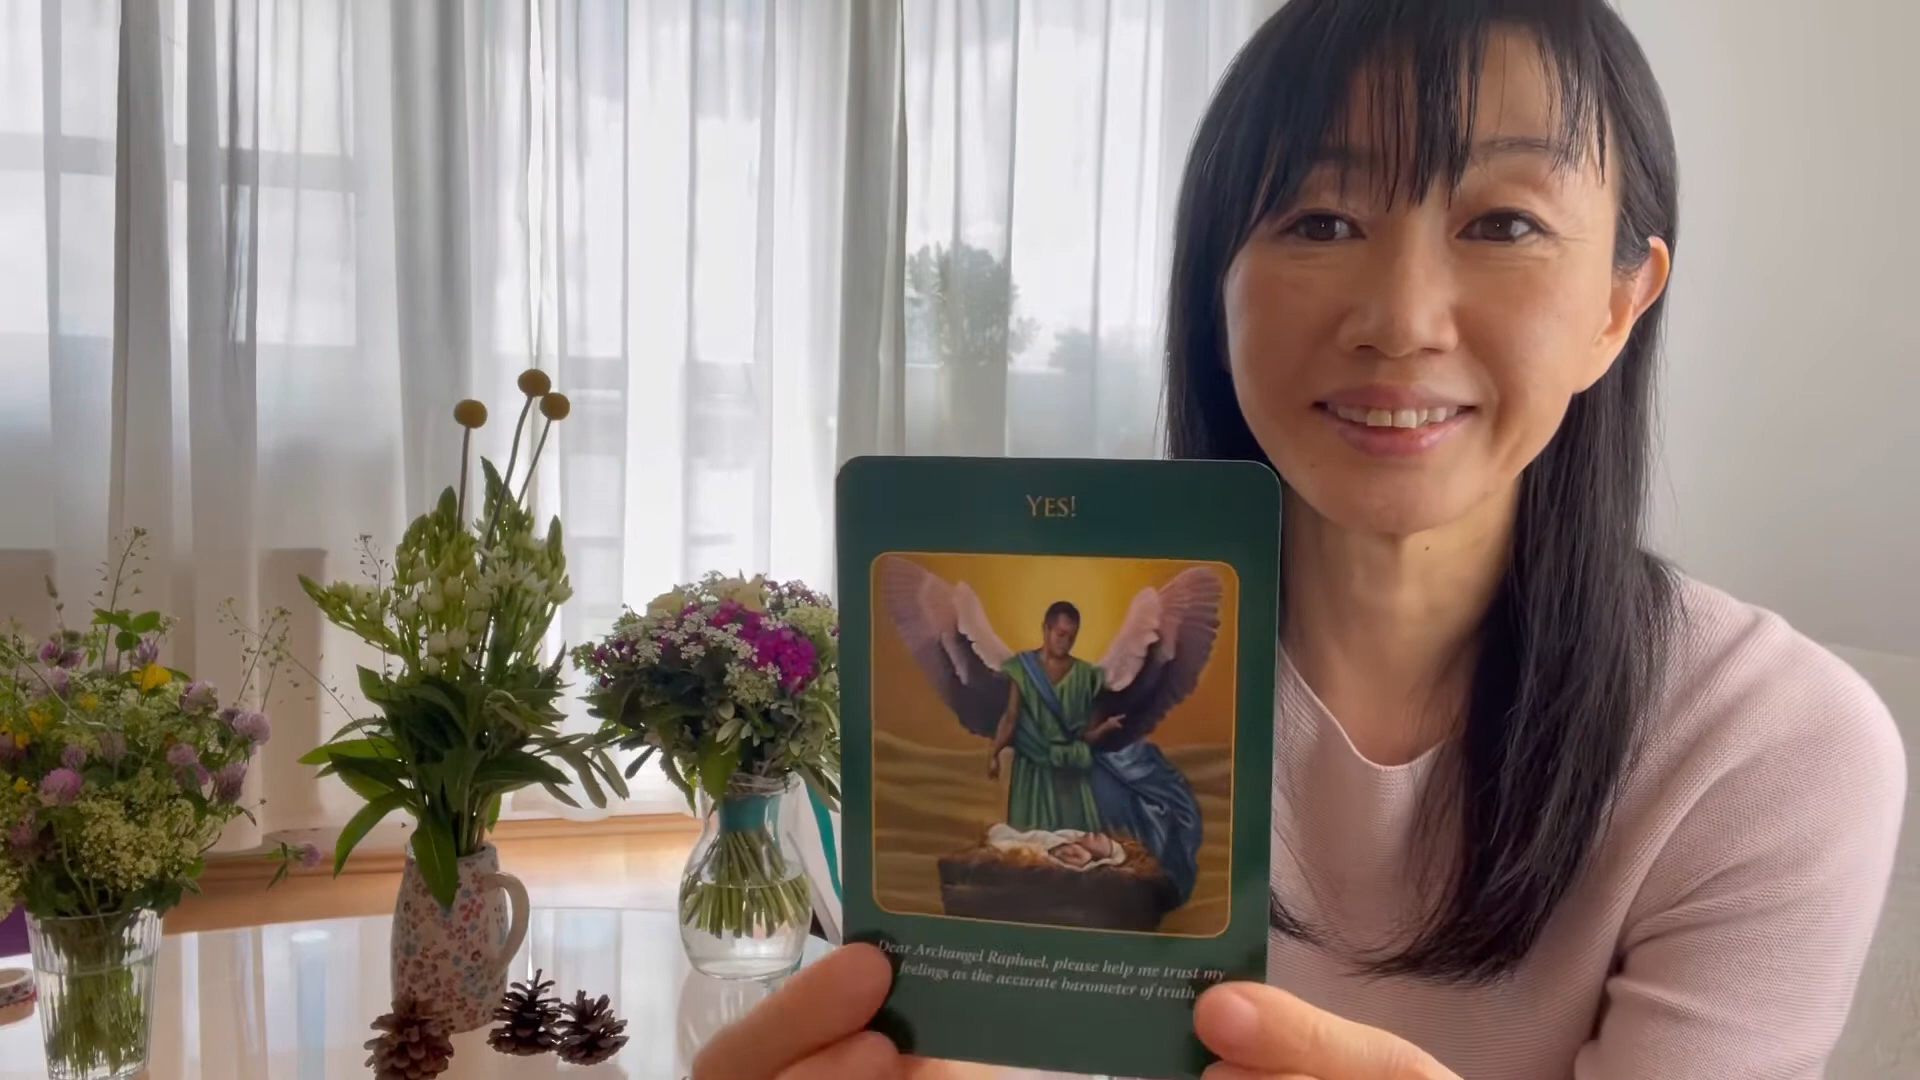 YES!
Dear Archangel Raphael, please help me trust my
feelings as the accurate barometer of truth.